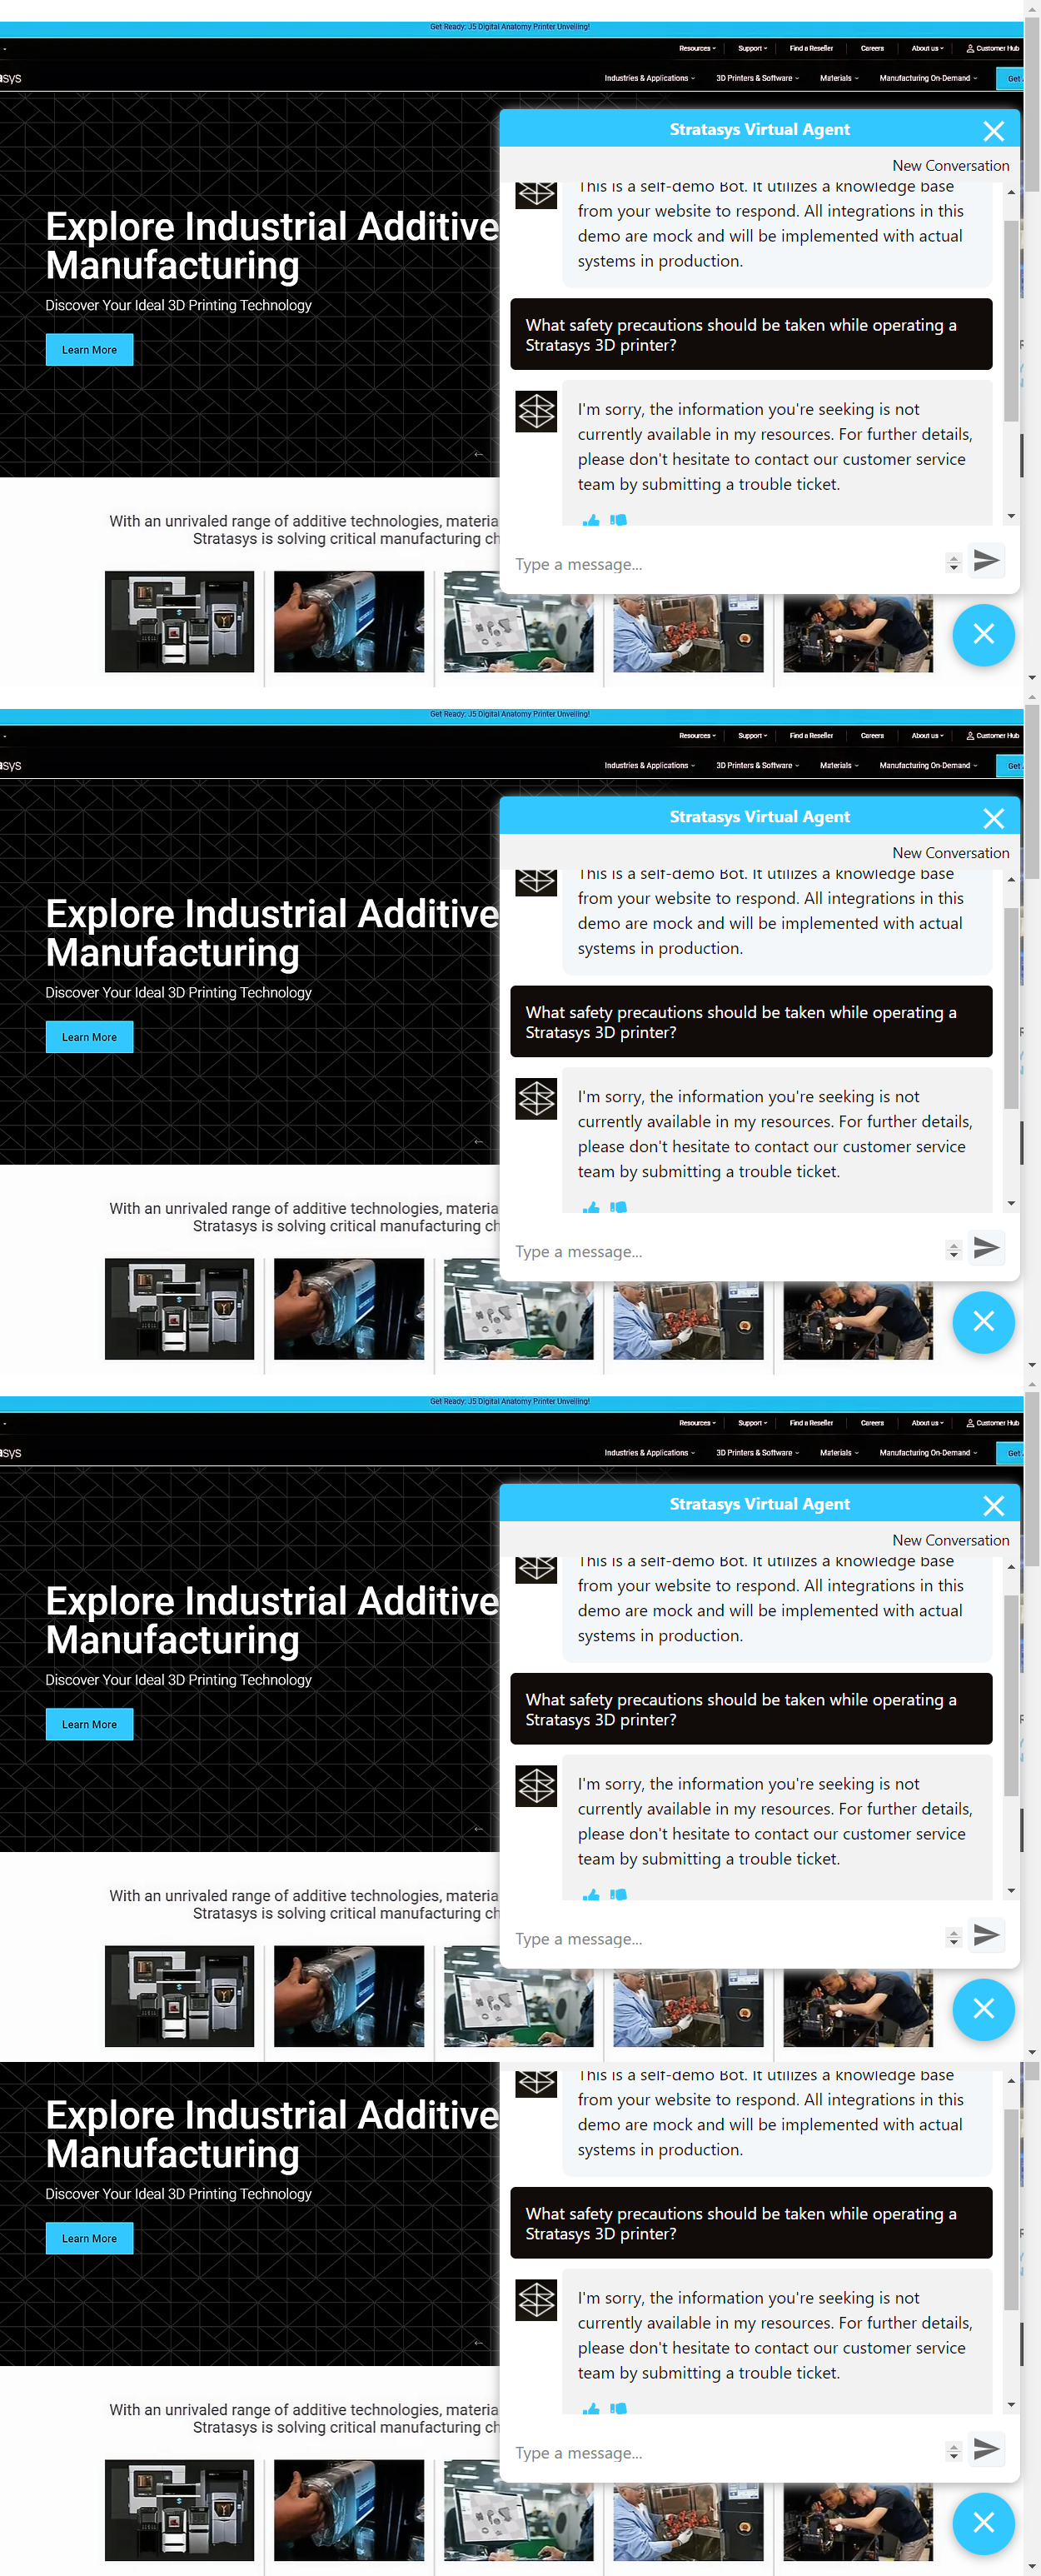 Get Ready: J5 Digital Anatomy Printer Unveiling!
Resources Support Find a Reseller Careers About us Customer Hub
asys Industries & Applications 3D Printers & Software Materials Manufacturing On-Demand Get
Stratasys Virtual Agent
New Conversation
This is a self-demo Bot. It utilizes a knowledge base
from your website to respond. All integrations in this
demo are mock and will be implemented with actual
systems in production.
Explore Industrial Additive
Manufacturing
Discover Your Ideal 3D Printing Technology
Learn More
What safety precautions should be taken while operating a
Stratasys 3D printer?
I'm sorry, the information you're seeking is not
currently available in my resources. For further details,
please don't hesitate to contact our customer service
team by submitting a trouble ticket.
With an unrivaled range of additive technologies, materia
Stratasys is solving critical manufacturing ch
Type a message...
Get Ready: J5 Digital Anatomy Printer Unveiling!
Resources Support Find a Reseller Careers About us Customer Hub
asys Industries & Applications 3D Printers & Software Materials Manufacturing On-Demand Get
Stratasys Virtual Agent
New Conversation
This is a self-demo Bot. It utilizes a knowledge base
from your website to respond. All integrations in this
demo are mock and will be implemented with actual
systems in production.
Explore Industrial Additive
Manufacturing
Discover Your Ideal 3D Printing Technology
Learn More
What safety precautions should be taken while operating a
Stratasys 3D printer?
I'm sorry, the information you're seeking is not
currently available in my resources. For further details,
please don't hesitate to contact our customer service
team by submitting a trouble ticket.
With an unrivaled range of additive technologies, materia
Stratasys is solving critical manufacturing ch
Type a message...
Get Ready: J5 Digital Anatomy Printer Unveiling!
Resources Support Find a Reseller Careers About us Customer Hub
asys Industries & Applications 3D Printers & Software Materials Manufacturing On-Demand Get
Stratasys Virtual Agent
New Conversation
This is a self-demo Bot. It utilizes a knowledge base
from your website to respond. All integrations in this
demo are mock and will be implemented with actual
systems in production.
Explore Industrial Additive
Manufacturing
Discover Your Ideal 3D Printing Technology
Learn More
What safety precautions should be taken while operating a
Stratasys 3D printer?
I'm sorry, the information you're seeking is not
currently available in my resources. For further details,
please don't hesitate to contact our customer service
team by submitting a trouble ticket.
With an unrivaled range of additive technologies, materia
Stratasys is solving critical manufacturing ch
Type a message...
This is a self-demo Bot. It utilizes a knowledge base
from your website to respond. All integrations in this
demo are mock and will be implemented with actual
systems in production.
Explore Industrial Additive
Manufacturing
Discover Your Ideal 3D Printing Technology
Learn More
What safety precautions should be taken while operating a
Stratasys 3D printer?
I'm sorry, the information you're seeking is not
currently available in my resources. For further details,
please don't hesitate to contact our customer service
team by submitting a trouble ticket.
With an unrivaled range of additive technologies, materia
Stratasys is solving critical manufacturing ch
Type a message...